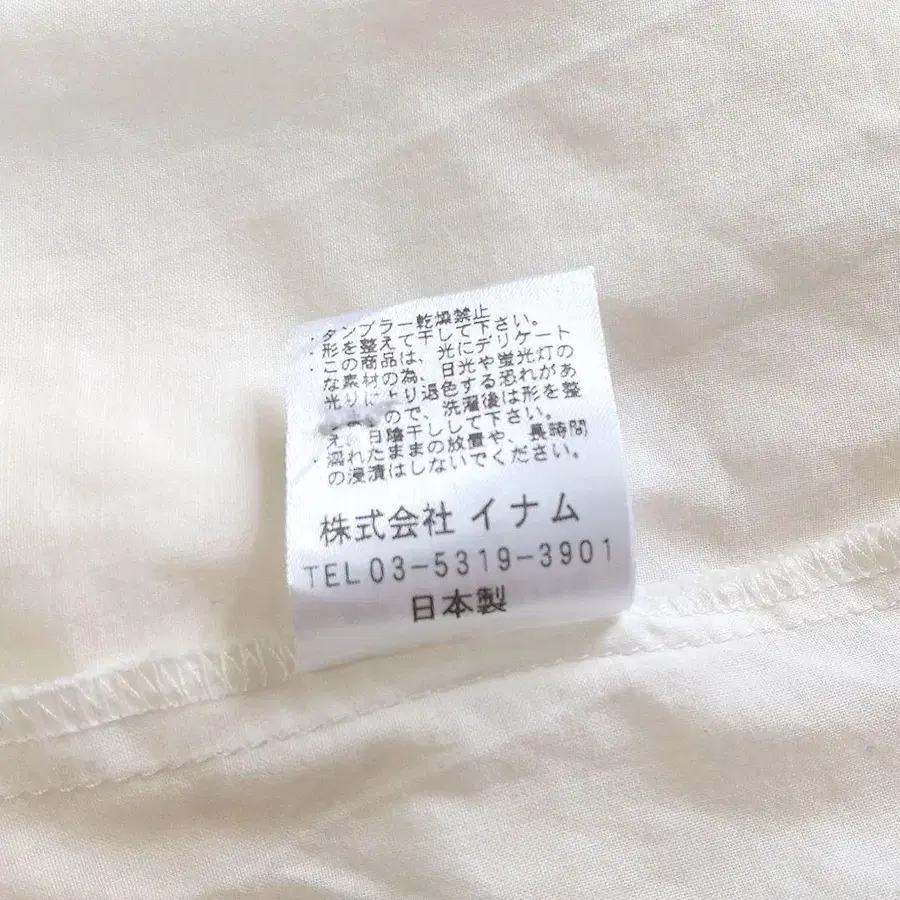 ・タンブラー乾燥禁止
・形を整えて干して下さい。
・この商品は、光にデリケート
な素材の為、日光や蛍光灯の
光りにより退色する恐れがあ
ので、洗濯後は形を整
え、日陰干しして下さい。
・濡れたままの放置や、長時間
の浸漬はしないでください。
株式会社 イナム
TEL03-5319-3901
日本製